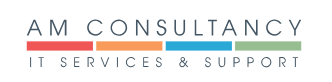 AM CONSULTANCY
IT SERVICES & SUPPORT